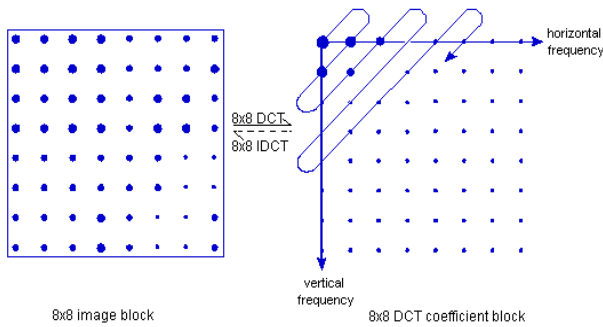 horizontal
frequency
8x8 DCT
8x8 IDCT
vertical
frequency
8x8 image block
8x8 DCT coefficient block